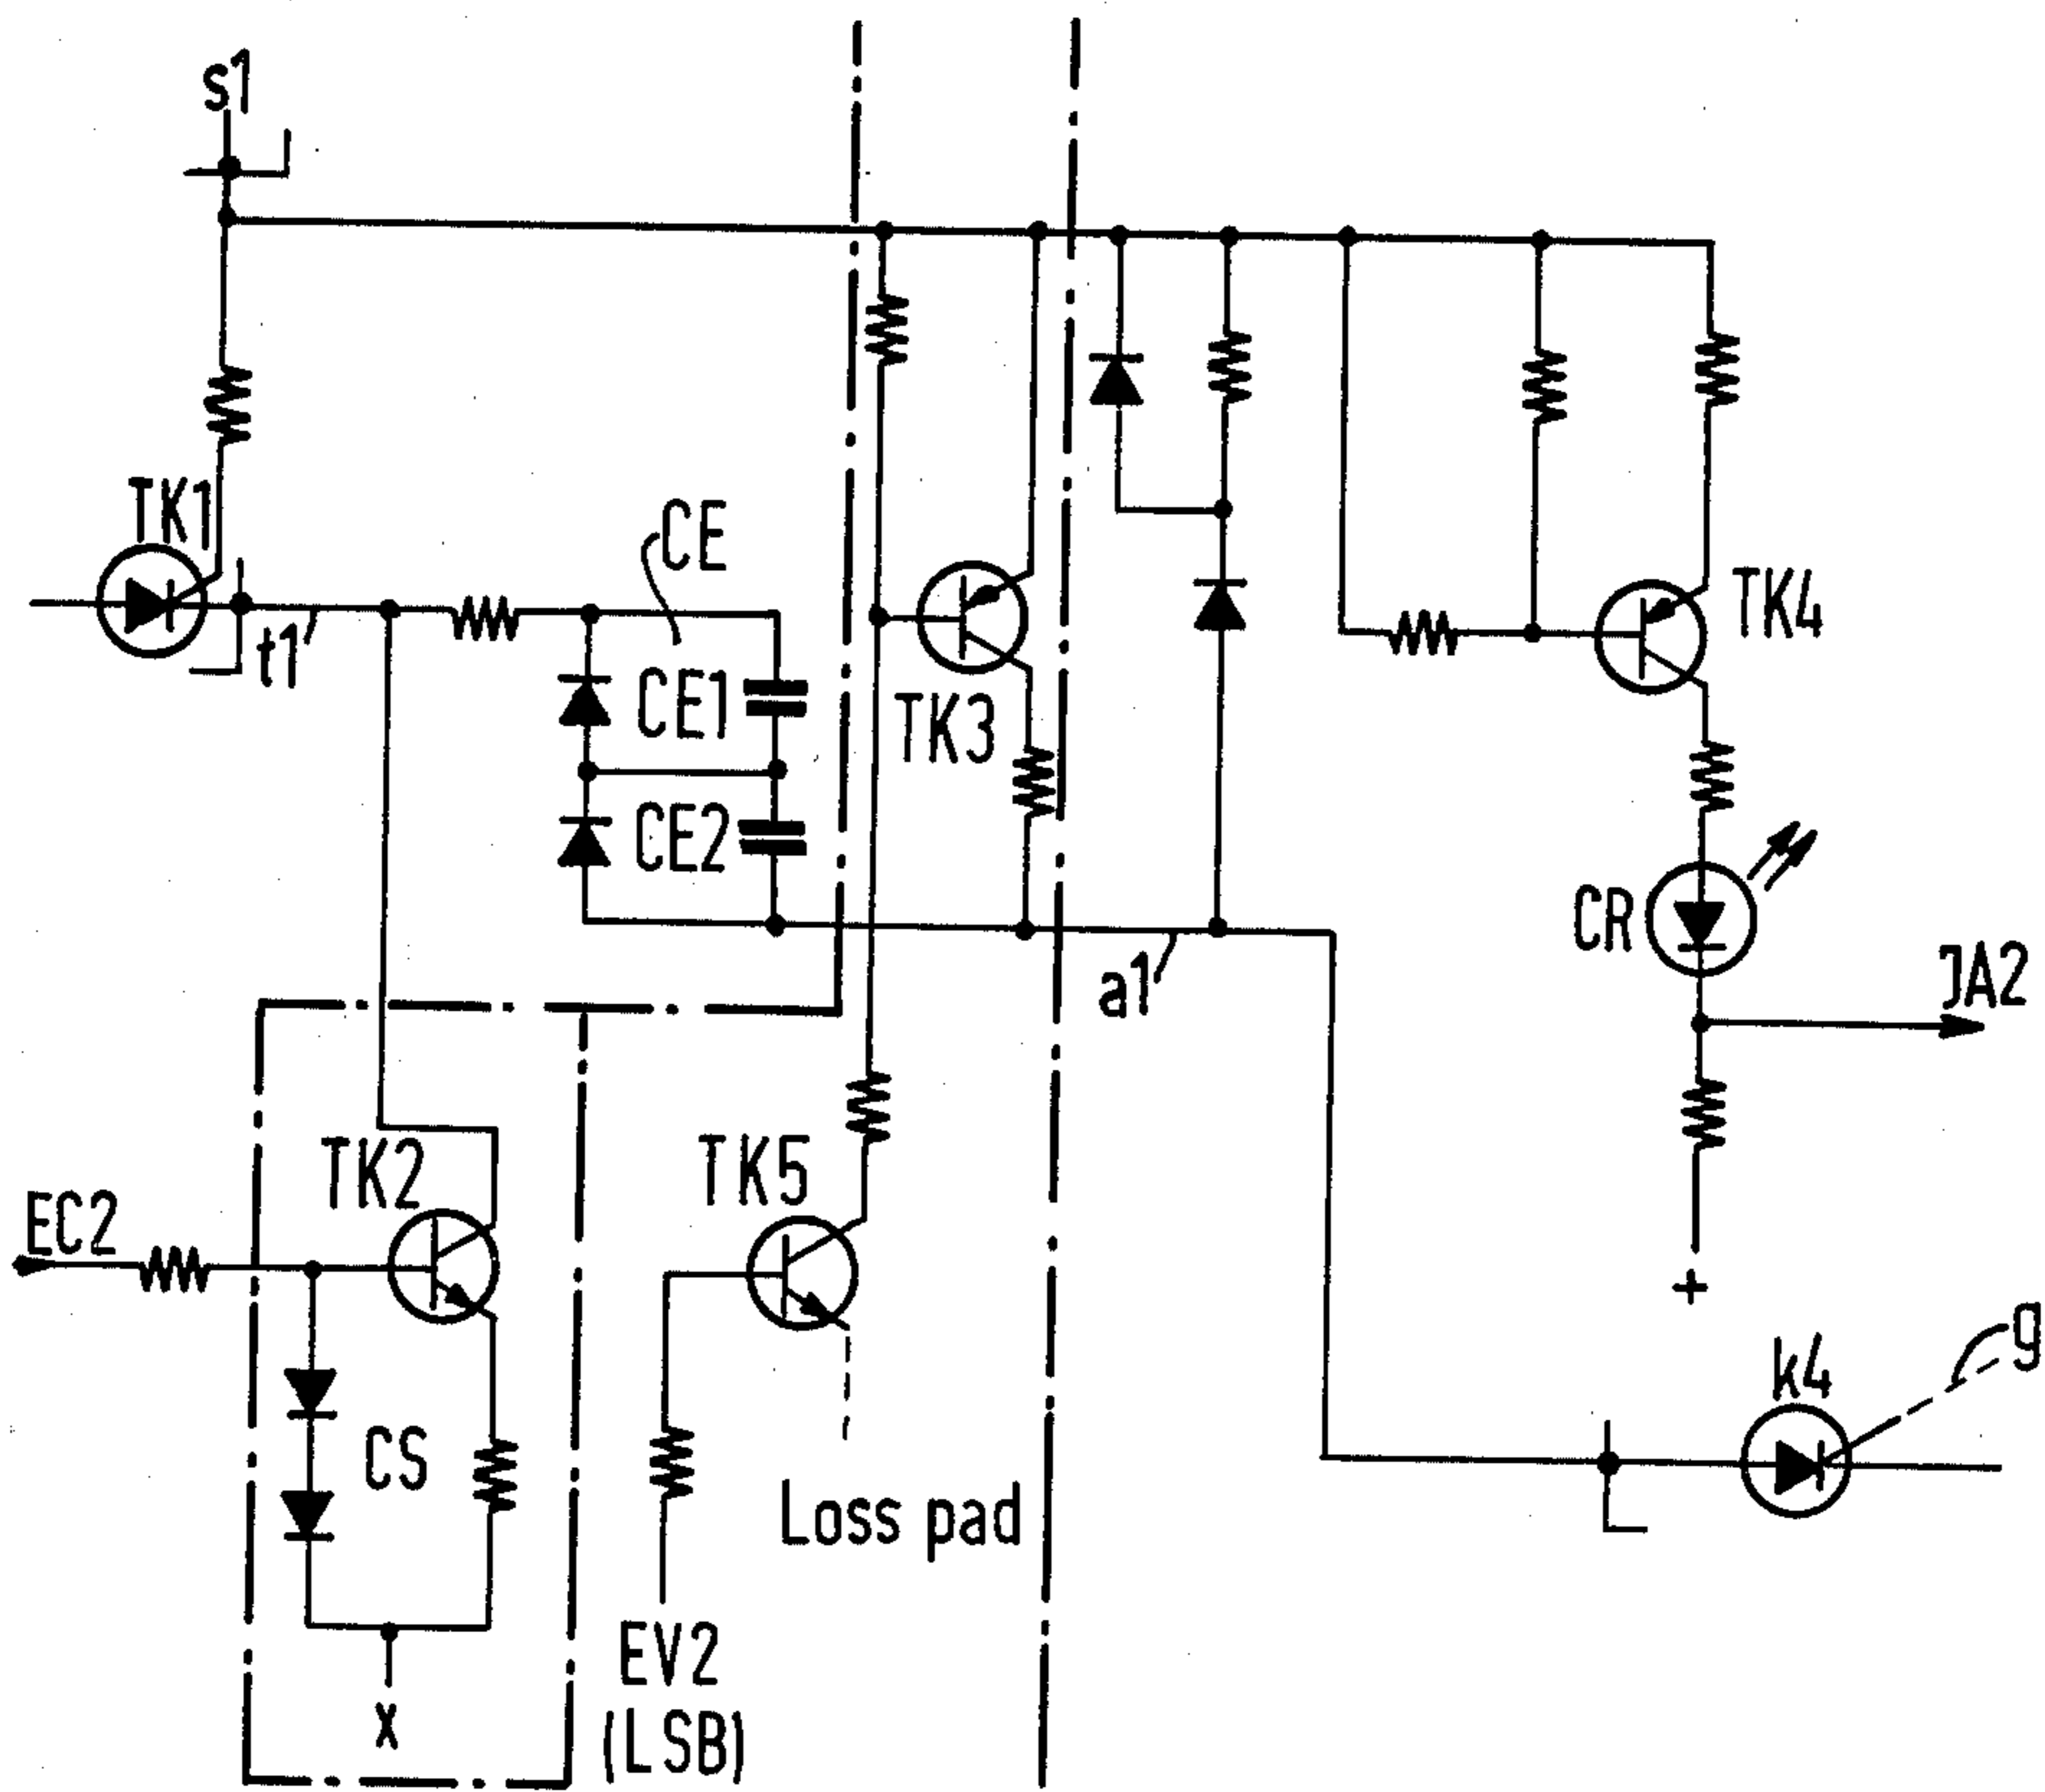 s1
TK1
CE
t1
CE1
TK3
TK4
CE2
CR
a1
JA2
TK2
TK5
EC2
+
g
k4
CS
Loss pad
EV2
X
(LSB)